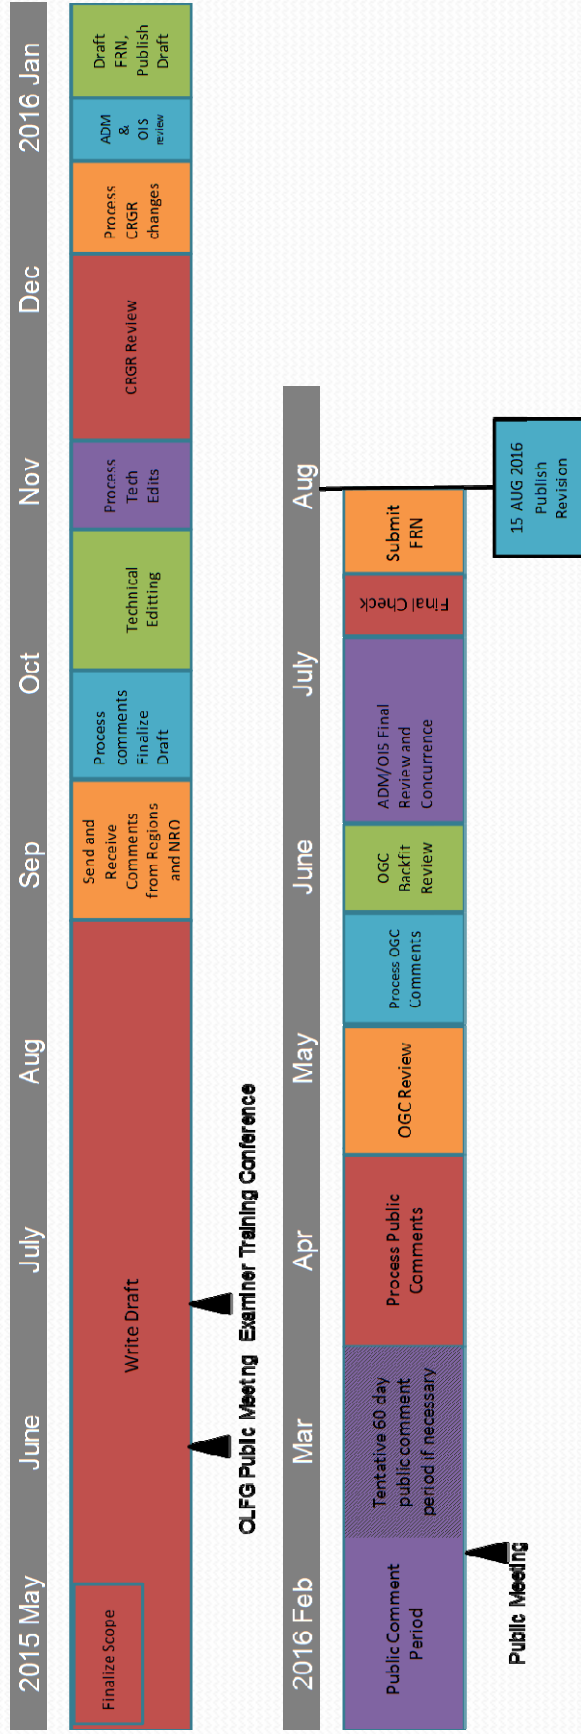 2015 May
June
July
Aug
Sep
Oct
Nov
Dec
2016 Jan
Finalize Scope
Write Draft
Send and
Receive
Comments
from Regions
and NRO
Process
comments
Finalize
Draft
Technical
Editting
Process
Tech
Edits
CRGR Review
Process
CRGR
changes
ADM
&
OIS
review
Draft
FRN,
Publish
Draft
OLFG Public Meetng
Examiner Training Conference
2016 Feb
Mar
Apr
May
June
July
Aug
Public Comment
Period
Tentative 60 day
public comment
period if necessary
Process Public
Comments
OGC Review
Process OGC
Comments
OGC
Backfit
Review
ADM/OIS Final
Review and
Concurrence
Final Check
Submit
FRN
Public Meeting
15 AUG 2016
Publish
Revision